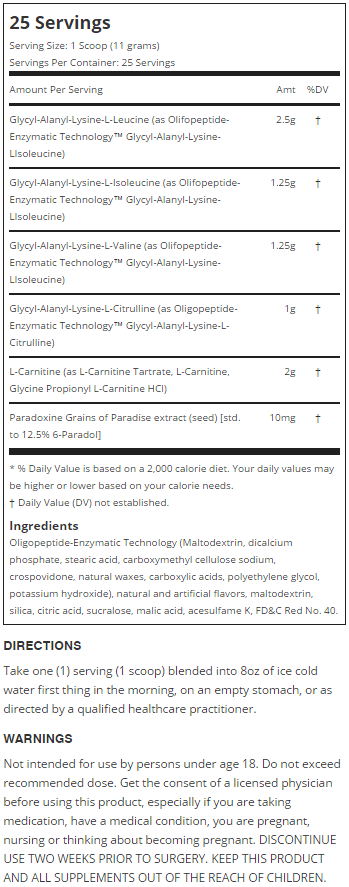 25 Servings
Serving Size: 1 Scoop (11 grams)
Servings Per Container: 25 Servings
Amount Per Serving Amt %DV
Glycyl-Alanyl-Lysine-L-Leucine (as Olifopeptide- 2.5g †
Enzymatic Technology™ Glycyl-Alanyl-Lysine-
LIsoleucine)
Glycyl-Alanyl-Lysine-L-Isoleucine (as Olifopeptide- 1.25g †
Enzymatic Technology™ Glycyl-Alanyl-Lysine-
LIsoleucine)
Glycyl-Alanyl-Lysine-L-Valine (as Olifopeptide- 1.25g †
Enzymatic Technology™ Glycyl-Alanyl-Lysine-
LIsoleucine)
Glycyl-Alanyl-Lysine-L-Citrulline (as Oligopeptide- 1g †
Enzymatic Technology™ Glycyl-Alanyl-Lysine-L-
Citrulline)
L-Carnitine (as L-Carnitine Tartrate, L-Carnitine, 2g †
Glycine Propionyl L-Carnitine HCl)
Paradoxine Grains of Paradise extract (seed) [std. 10mg †
to 12.5% 6-Paradol]
* % Daily Value is based on a 2,000 calorie diet. Your daily values may
be higher or lower based on your calorie needs.
† Daily Value (DV) not established.
Ingredients
Oligopeptide-Enzymatic Technology (Maltodextrin, dicalcium
phosphate, stearic acid, carboxymethyl cellulose sodium,
crospovidone, natural waxes, carboxylic acids, polyethylene glycol,
potassium hydroxide), natural and artificial flavors, maltodextrin,
silica, citric acid, sucralose, malic acid, acesulfame K, FD&C Red No. 40.
DIRECTIONS
Take one (1) serving (1 scoop) blended into 8oz of ice cold
water first thing in the morning, on an empty stomach, or as
directed by a qualified healthcare practitioner.
WARNINGS
Not intended for use by persons under age 18. Do not exceed
recommended dose. Get the consent of a licensed physician
before using this product, especially if you are taking
medication, have a medical condition, you are pregnant,
nursing or thinking about becoming pregnant. DISCONTINUE
USE TWO WEEKS PRIOR TO SURGERY. KEEP THIS PRODUCT
AND ALL SUPPLEMENTS OUT OF THE REACH OF CHILDREN.